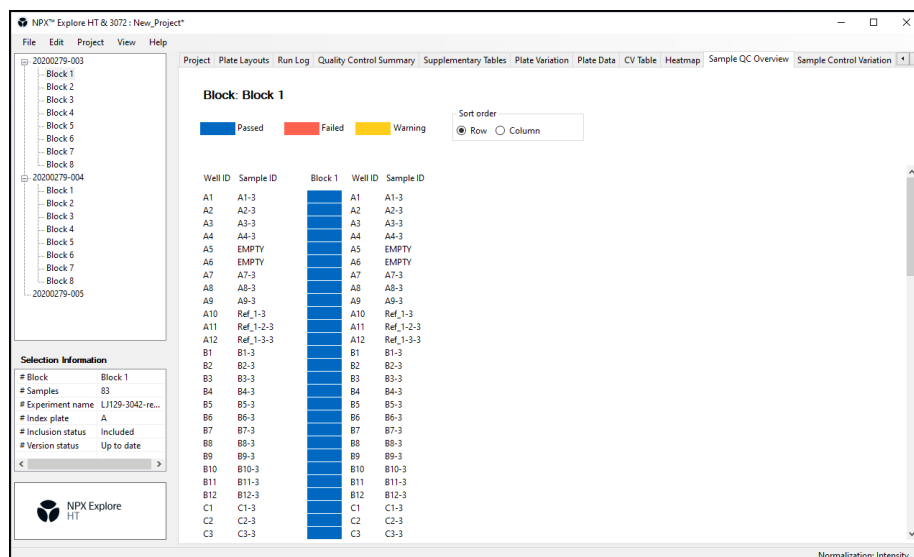 NPX™ Explore HT & 3072 : New_Project*
File Edit Project View Help
20200279-003
Block 1
Block 2
Block 3
Block 4
Block 5
Block 6
Block 7
Block 8
20200279-004
Block 1
Block 2
Block 3
Block 4
Block 5
Block 6
Block 7
Block 8
20200279-005
Selection Information
# Block Block 1
# Samples 83
# Experiment name LJ129-3042-re...
# Index plate A
# Inclusion status Included
# Version status Up to date
NPX Explore
HT
Project Plate Layouts Run Log Quality Control Summary Supplementary Tables Plate Variation Plate Data CV Table Heatmap Sample QC Overview Sample Control Variation
Block: Block 1
Passed Failed Warning
Sort order
Row Column
Well ID Sample ID Block 1 Well ID Sample ID
A1 A1-3 A1 A1-3
A2 A2-3 A2 A2-3
A3 A3-3 A3 A3-3
A4 A4-3 A4 A4-3
A5 EMPTY A5 EMPTY
A6 EMPTY A6 EMPTY
A7 A7-3 A7 A7-3
A8 A8-3 A8 A8-3
A9 A9-3 A9 A9-3
A10 Ref_1-3 A10 Ref_1-3
A11 Ref_1-2-3 A11 Ref_1-2-3
A12 Ref_1-3-3 A12 Ref_1-3-3
B1 B1-3 B1 B1-3
B2 B2-3 B2 B2-3
B3 B3-3 B3 B3-3
B4 B4-3 B4 B4-3
B5 B5-3 B5 B5-3
B6 B6-3 B6 B6-3
B7 B7-3 B7 B7-3
B8 B8-3 B8 B8-3
B9 B9-3 B9 B9-3
B10 B10-3 B10 B10-3
B11 B11-3 B11 B11-3
B12 B12-3 B12 B12-3
C1 C1-3 C1 C1-3
C2 C2-3 C2 C2-3
C3 C3-3 C3 C3-3
Normalization: Intensity